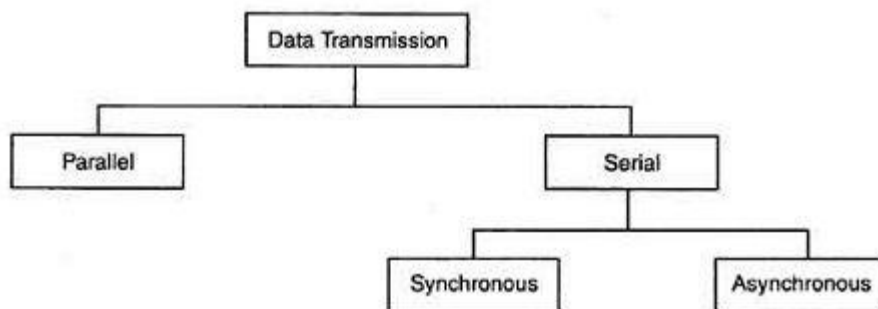 Data Transmission
Parallel
Serial
Synchronous
Asynchronous